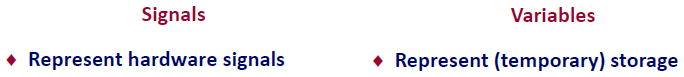 Signals
♦ Represent hardware signals
Variables
♦ Represent (temporary) storage